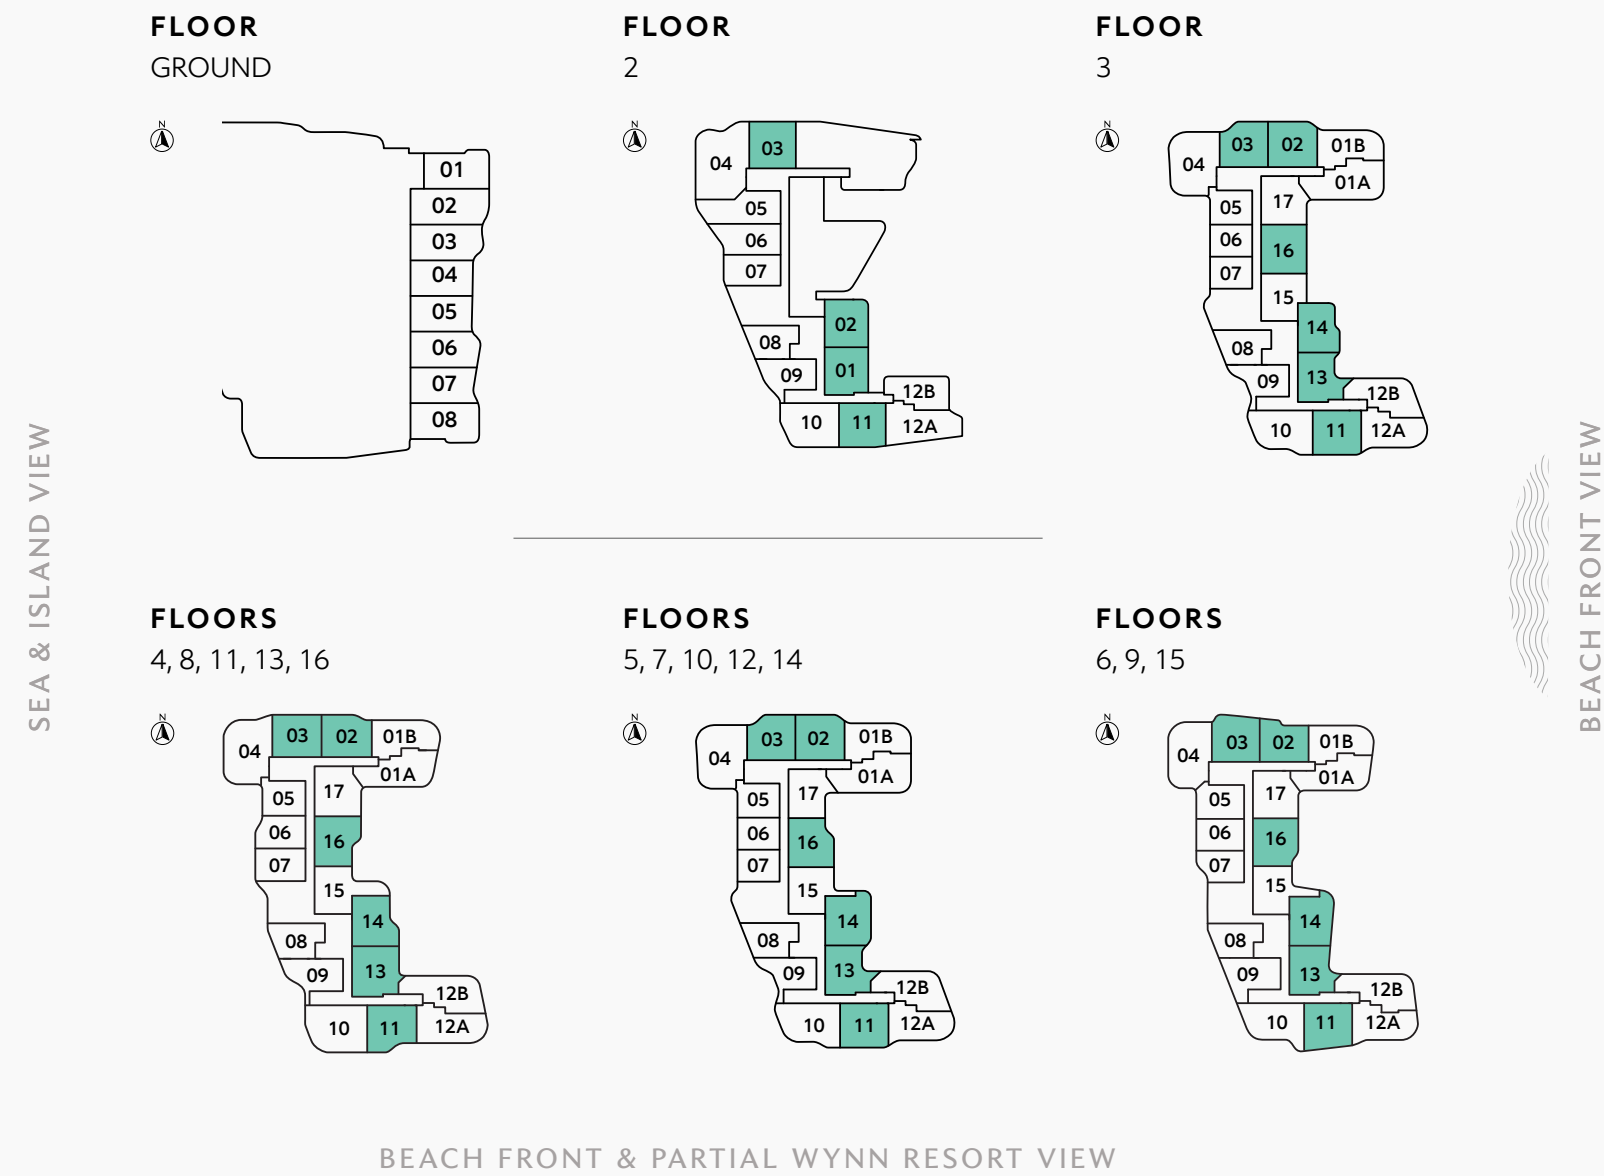 FLOOR
GROUND
N
01
02
03
04
05
06
07
08
FLOOR
2
N
03
04
05
06
07
02
08
01
09
12B
10
11
12A
FLOOR
3
N
03
02
01B
04
01A
05
17
06
16
07
15
14
08
13
09
12B
10
11
12A
SEA & ISLAND VIEW
BEACH FRONT VIEW
FLOORS
4, 8, 11, 13, 16
N
03
02
01B
04
01A
05
17
06
16
07
15
14
08
13
09
12B
10
11
12A
FLOORS
5, 7, 10, 12, 14
N
03
02
01B
04
01A
05
17
06
16
07
15
14
08
13
09
12B
10
11
12A
FLOORS
6, 9, 15
N
03
02
01B
04
01A
05
17
06
16
07
15
14
08
13
09
12B
10
11
12A
BEACH FRONT & PARTIAL WYNN RESORT VIEW